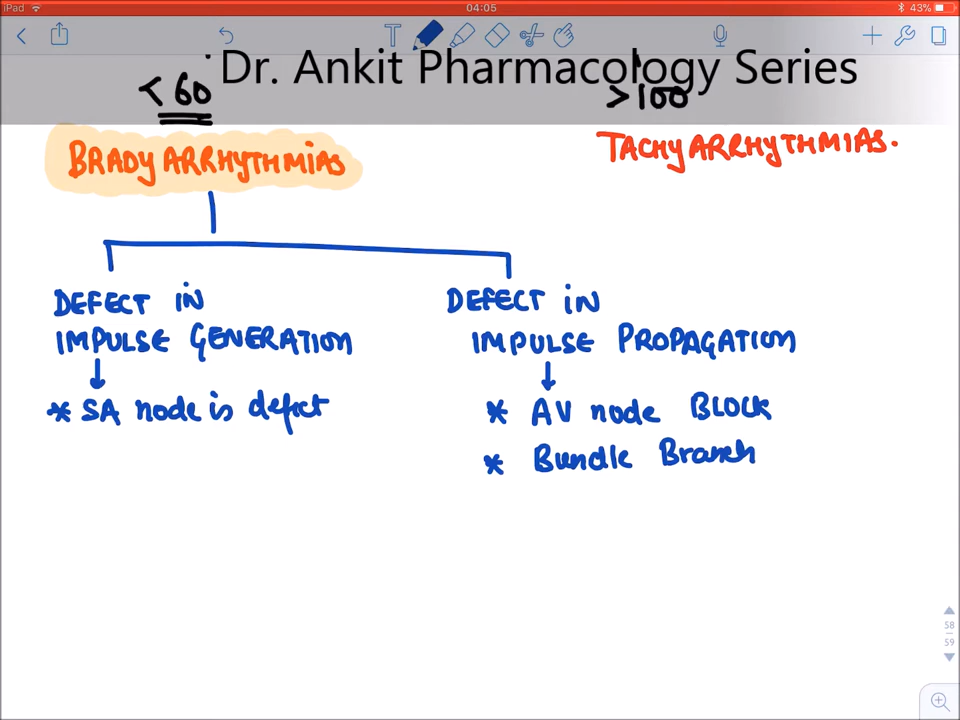 iPad 04:05 43%
T
Dr. Ankit Pharmacology Series
< 60 > 100
BRADY ARRHYTHMIAS TACHY ARRHYTHMIAS.
DEFECT IN DEFECT IN
IMPULSE GENERATION IMPULSE PROPAGATION
* SA node is defect * AV node BLOCK
* Bundle Branch
58
59